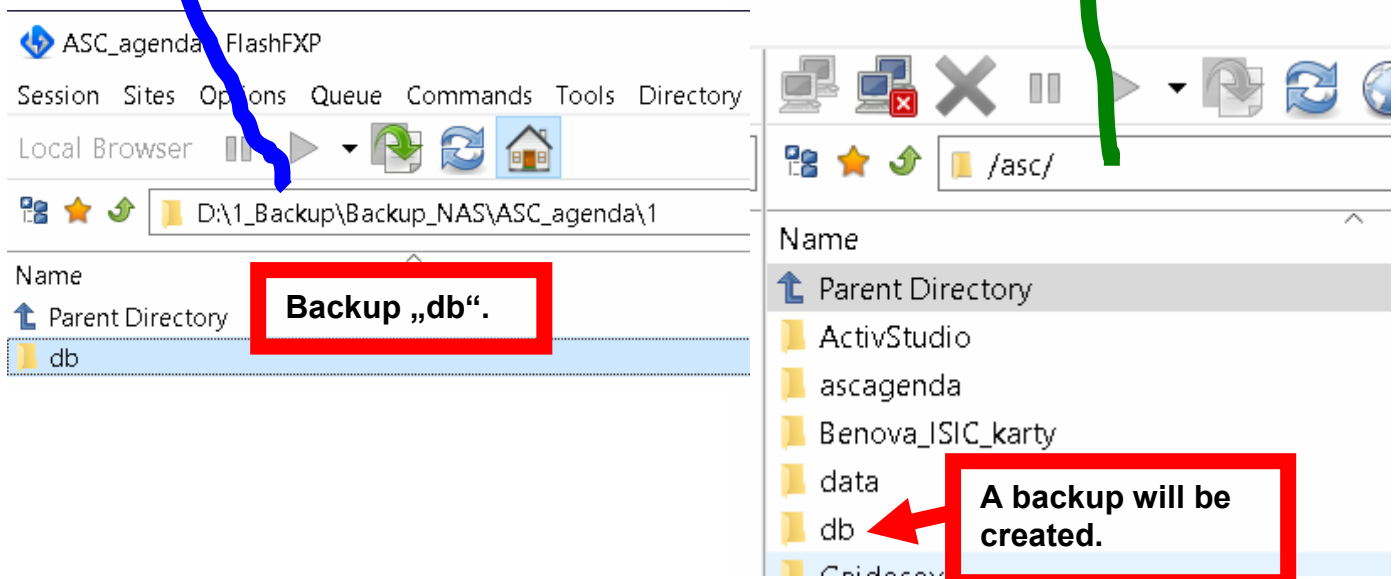 ASC_agenda - FlashFXP
Session Sites Options Queue Commands Tools Directory
Local Browser
D:\1_Backup\Backup_NAS\ASC_agenda\1
Name
Parent Directory
db
Backup „db“.
/asc/
Name
Parent Directory
ActivStudio
ascagenda
Benova_ISIC_karty
data
db
A backup will be
created.